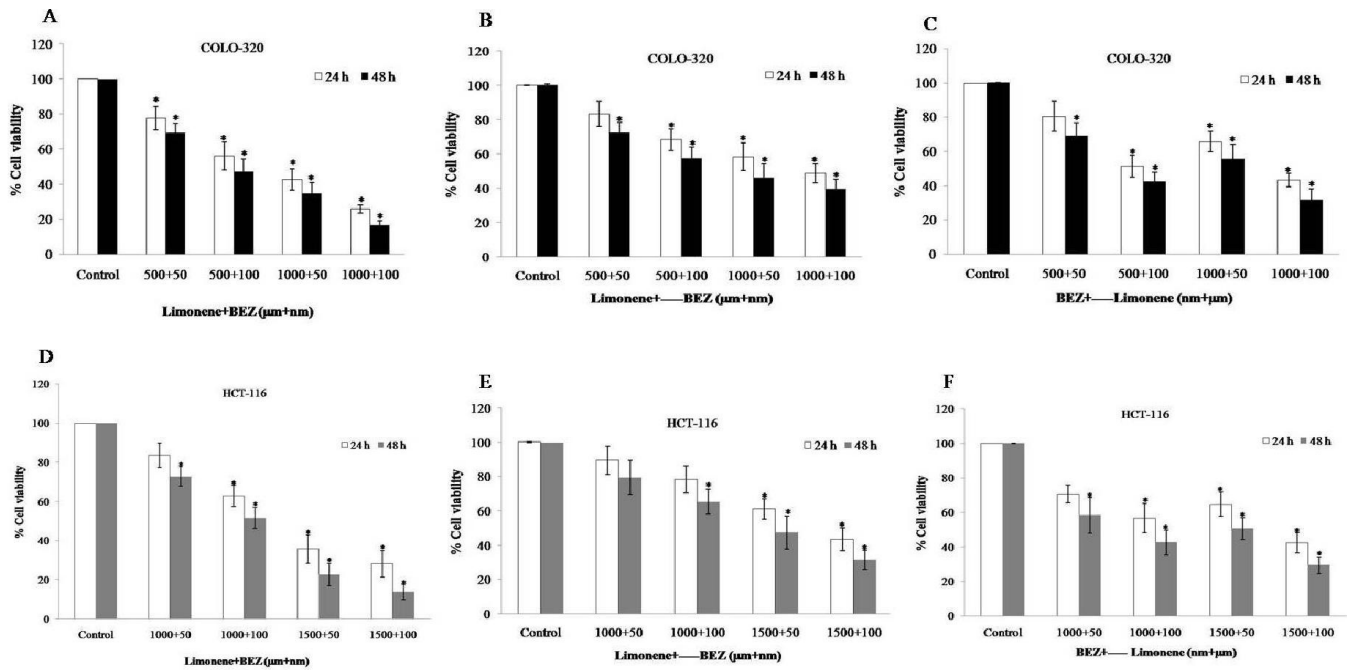 A
COLO-320
24 h 48 h
% Cell viability
120
100
80
60
40
20
0
* * * * * * * *
Control 500+50 500+100 1000+50 1000+100
Limonene+BEZ (µm+nm)
B
COLO-320
24 h 48 h
% Cell viability
120
100
80
60
40
20
0
* * * * * * *
Control 500+50 500+100 1000+50 1000+100
Limonene+——BEZ (µm+nm)
C
COLO-320
24 h 48 h
% Cell viability
120
100
80
60
40
20
0
* * * * * * *
Control 500+50 500+100 1000+50 1000+100
BEZ+——Limonene (nm+µm)
D
HCT-116
24 h 48 h
% Cell viability
120
100
80
60
40
20
0
* * * * * * *
Control 1000+50 1000+100 1500+50 1500+100
Limonene+BEZ (µm+nm)
E
HCT-116
24 h 48 h
% Cell viability
120
100
80
60
40
20
0
* * * * *
Control 1000+50 1000+100 1500+50 1500+100
Limonene+——BEZ (µm+nm)
F
HCT-116
24 h 48 h
% Cell viability
120
100
80
60
40
20
0
* * * * * * *
Control 1000+50 1000+100 1500+50 1500+100
BEZ+—— Limonene (nm+µm)